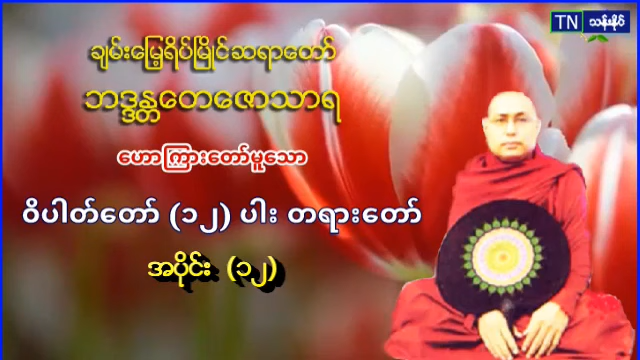 TN သန်းနိုင်
ချမ်းမြေ့ရိပ်မြိုင်ဆရာတော်
ဘဒ္ဒန္တတေဇောသာရ
ဟောကြားတော်မူသော
ဝိပါတ်တော် (၁၂) ပါး တရားတော်
အပိုင်း (၁၂)